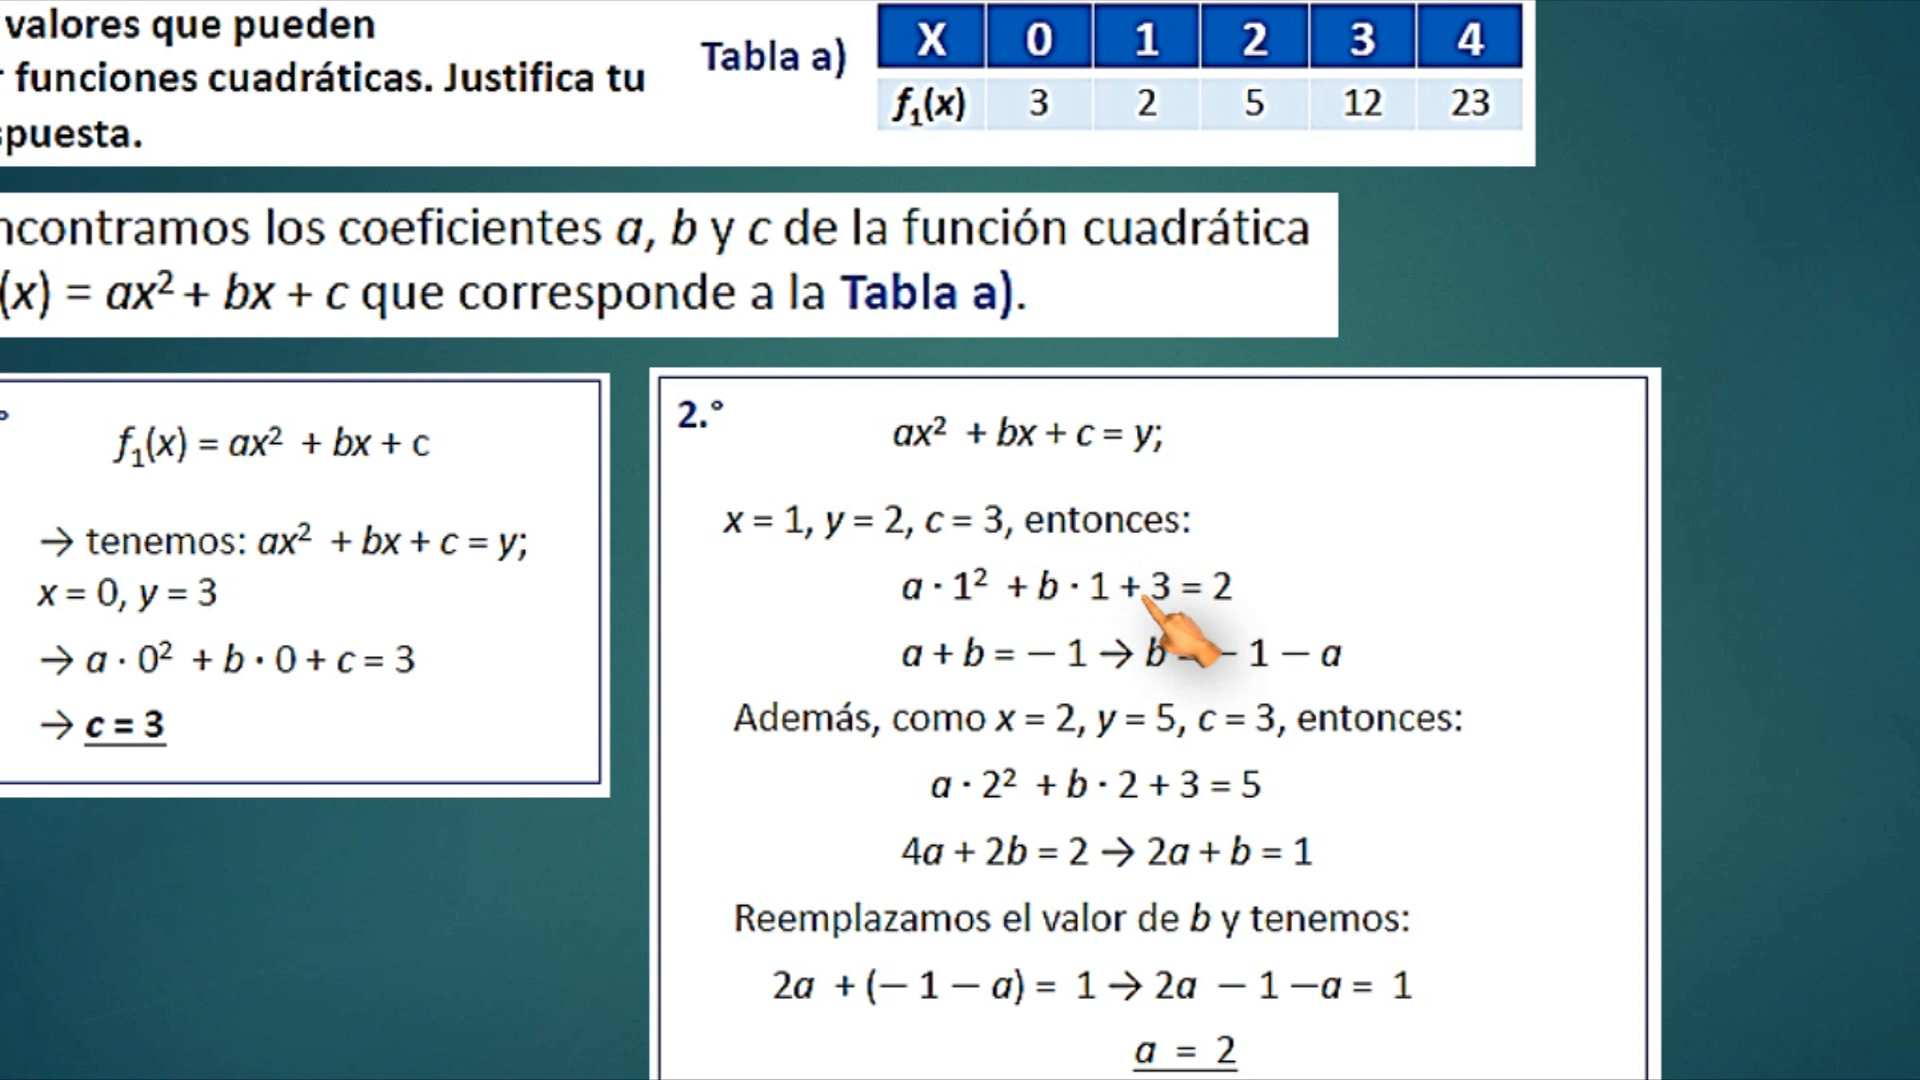 valores que pueden
funciones cuadráticas. Justifica tu
spuesta.
Tabla a)
X 0 1 2 3 4
f₁(x) 3 2 5 12 23
ncontramos los coeficientes a, b y c de la función cuadrática
(x) = ax² + bx + c que corresponde a la Tabla a).
f₁(x) = ax² + bx + c
→ tenemos: ax² + bx + c = y;
x = 0, y = 3
→ a · 0² + b · 0 + c = 3
→ c = 3
2.°
ax² + bx + c = y;
x = 1, y = 2, c = 3, entonces:
a · 1² + b · 1 + 3 = 2
a + b = – 1 → b = – 1 – a
Además, como x = 2, y = 5, c = 3, entonces:
a · 2² + b · 2 + 3 = 5
4a + 2b = 2 → 2a + b = 1
Reemplazamos el valor de b y tenemos:
2a + (– 1 – a) = 1 → 2a – 1 – a = 1
a = 2